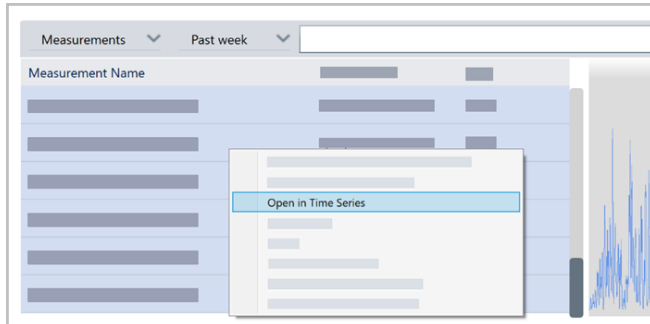 Measurements Past week
Measurement Name
Open in Time Series